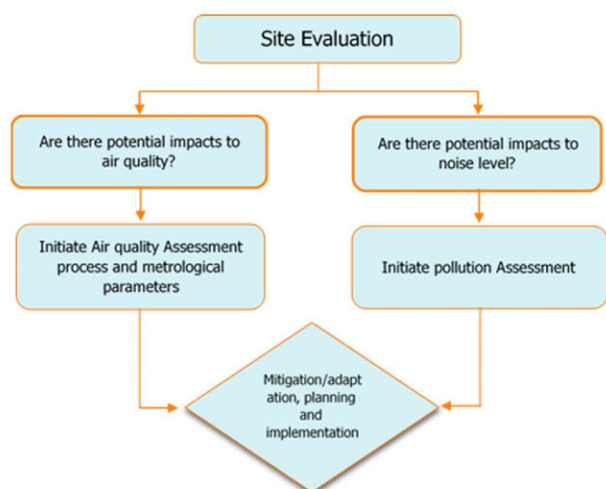 Site Evaluation
Are there potential impacts to
air quality?
Are there potential impacts to
noise level?
Initiate Air quality Assessment
process and metrological
parameters
Initiate pollution Assessment
Mitigation/adapt
ation, planning
and
implementation